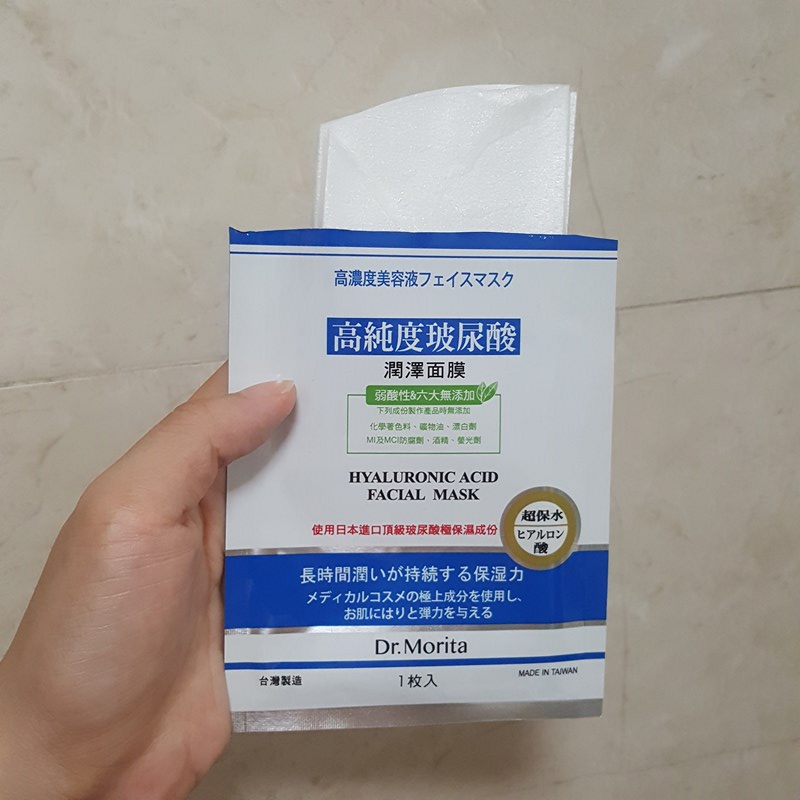 高濃度美容液フェイスマスク
高純度玻尿酸
潤澤面膜
弱酸性&六大無添加
下列成份製作產品時無添加
化學著色料、礦物油、漂白劑
MI及MCI防腐劑、酒精、螢光劑
HYALURONIC ACID
FACIAL MASK
使用日本進口頂級玻尿酸極保濕成份
超保水
ヒアルロン
酸
長時間潤いが持続する保湿力
メディカルコスメの極上成分を使用し、
お肌にはりと弾力を与える
Dr.Morita
台灣製造
1枚入
MADE IN TAIWAN